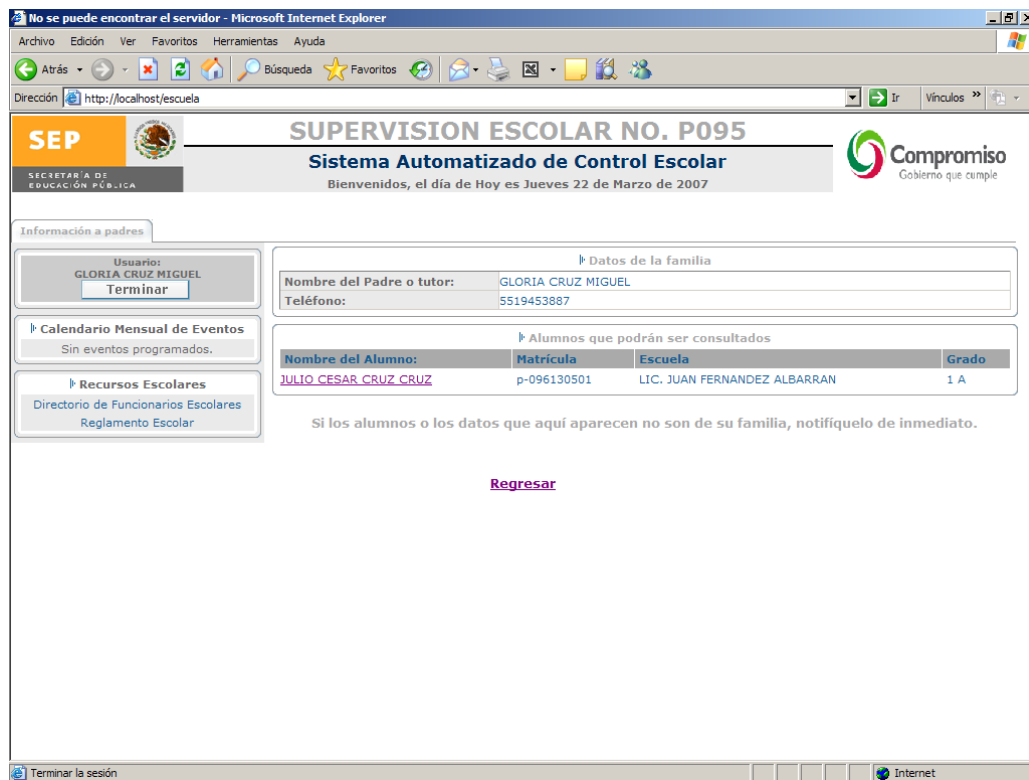 No se puede encontrar el servidor - Microsoft Internet Explorer
Archivo Edición Ver Favoritos Herramientas Ayuda
Atrás Búsqueda Favoritos
Dirección http://localhost/escuela Ir Vínculos »
SEP
SECRETARÍA DE
EDUCACIÓN PÚBLICA
SUPERVISION ESCOLAR NO. P095
Sistema Automatizado de Control Escolar
Bienvenidos, el día de Hoy es Jueves 22 de Marzo de 2007
Compromiso
Gobierno que cumple
Información a padres
Usuario:
GLORIA CRUZ MIGUEL
Terminar
Calendario Mensual de Eventos
Sin eventos programados.
Recursos Escolares
Directorio de Funcionarios Escolares
Reglamento Escolar
Datos de la familia
Nombre del Padre o tutor: GLORIA CRUZ MIGUEL
Teléfono: 5519453887
Alumnos que podrán ser consultados
Nombre del Alumno: Matrícula Escuela Grado
JULIO CESAR CRUZ CRUZ p-096130501 LIC. JUAN FERNANDEZ ALBARRAN 1 A
Si los alumnos o los datos que aquí aparecen no son de su familia, notifíquelo de inmediato.
Regresar
Terminar la sesión Internet